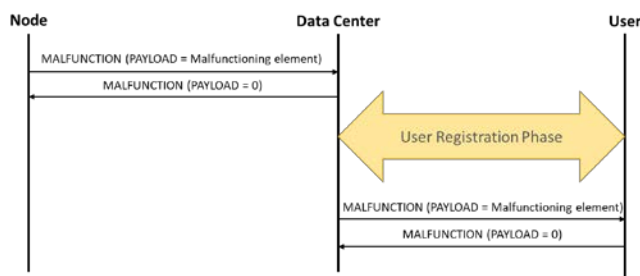 Node
Data Center
User
MALFUNCTION (PAYLOAD = Malfunctioning element)
MALFUNCTION (PAYLOAD = 0)
User Registration Phase
MALFUNCTION (PAYLOAD = Malfunctioning element)
MALFUNCTION (PAYLOAD = 0)